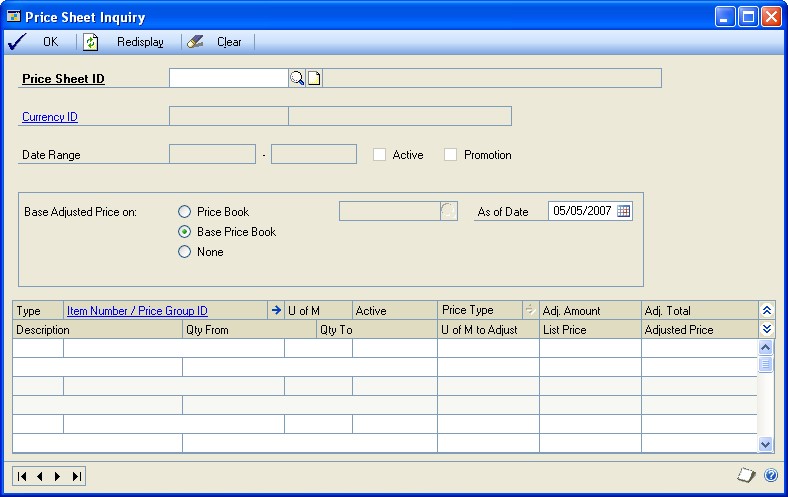 Price Sheet Inquiry
OK Redisplay Clear
Price Sheet ID
Currency ID
Date Range - Active Promotion
Base Adjusted Price on: Price Book As of Date 05/05/2007
Base Price Book
None
Type Item Number / Price Group ID U of M Active Price Type Adj. Amount Adj. Total
Description Qty From Qty To U of M to Adjust List Price Adjusted Price